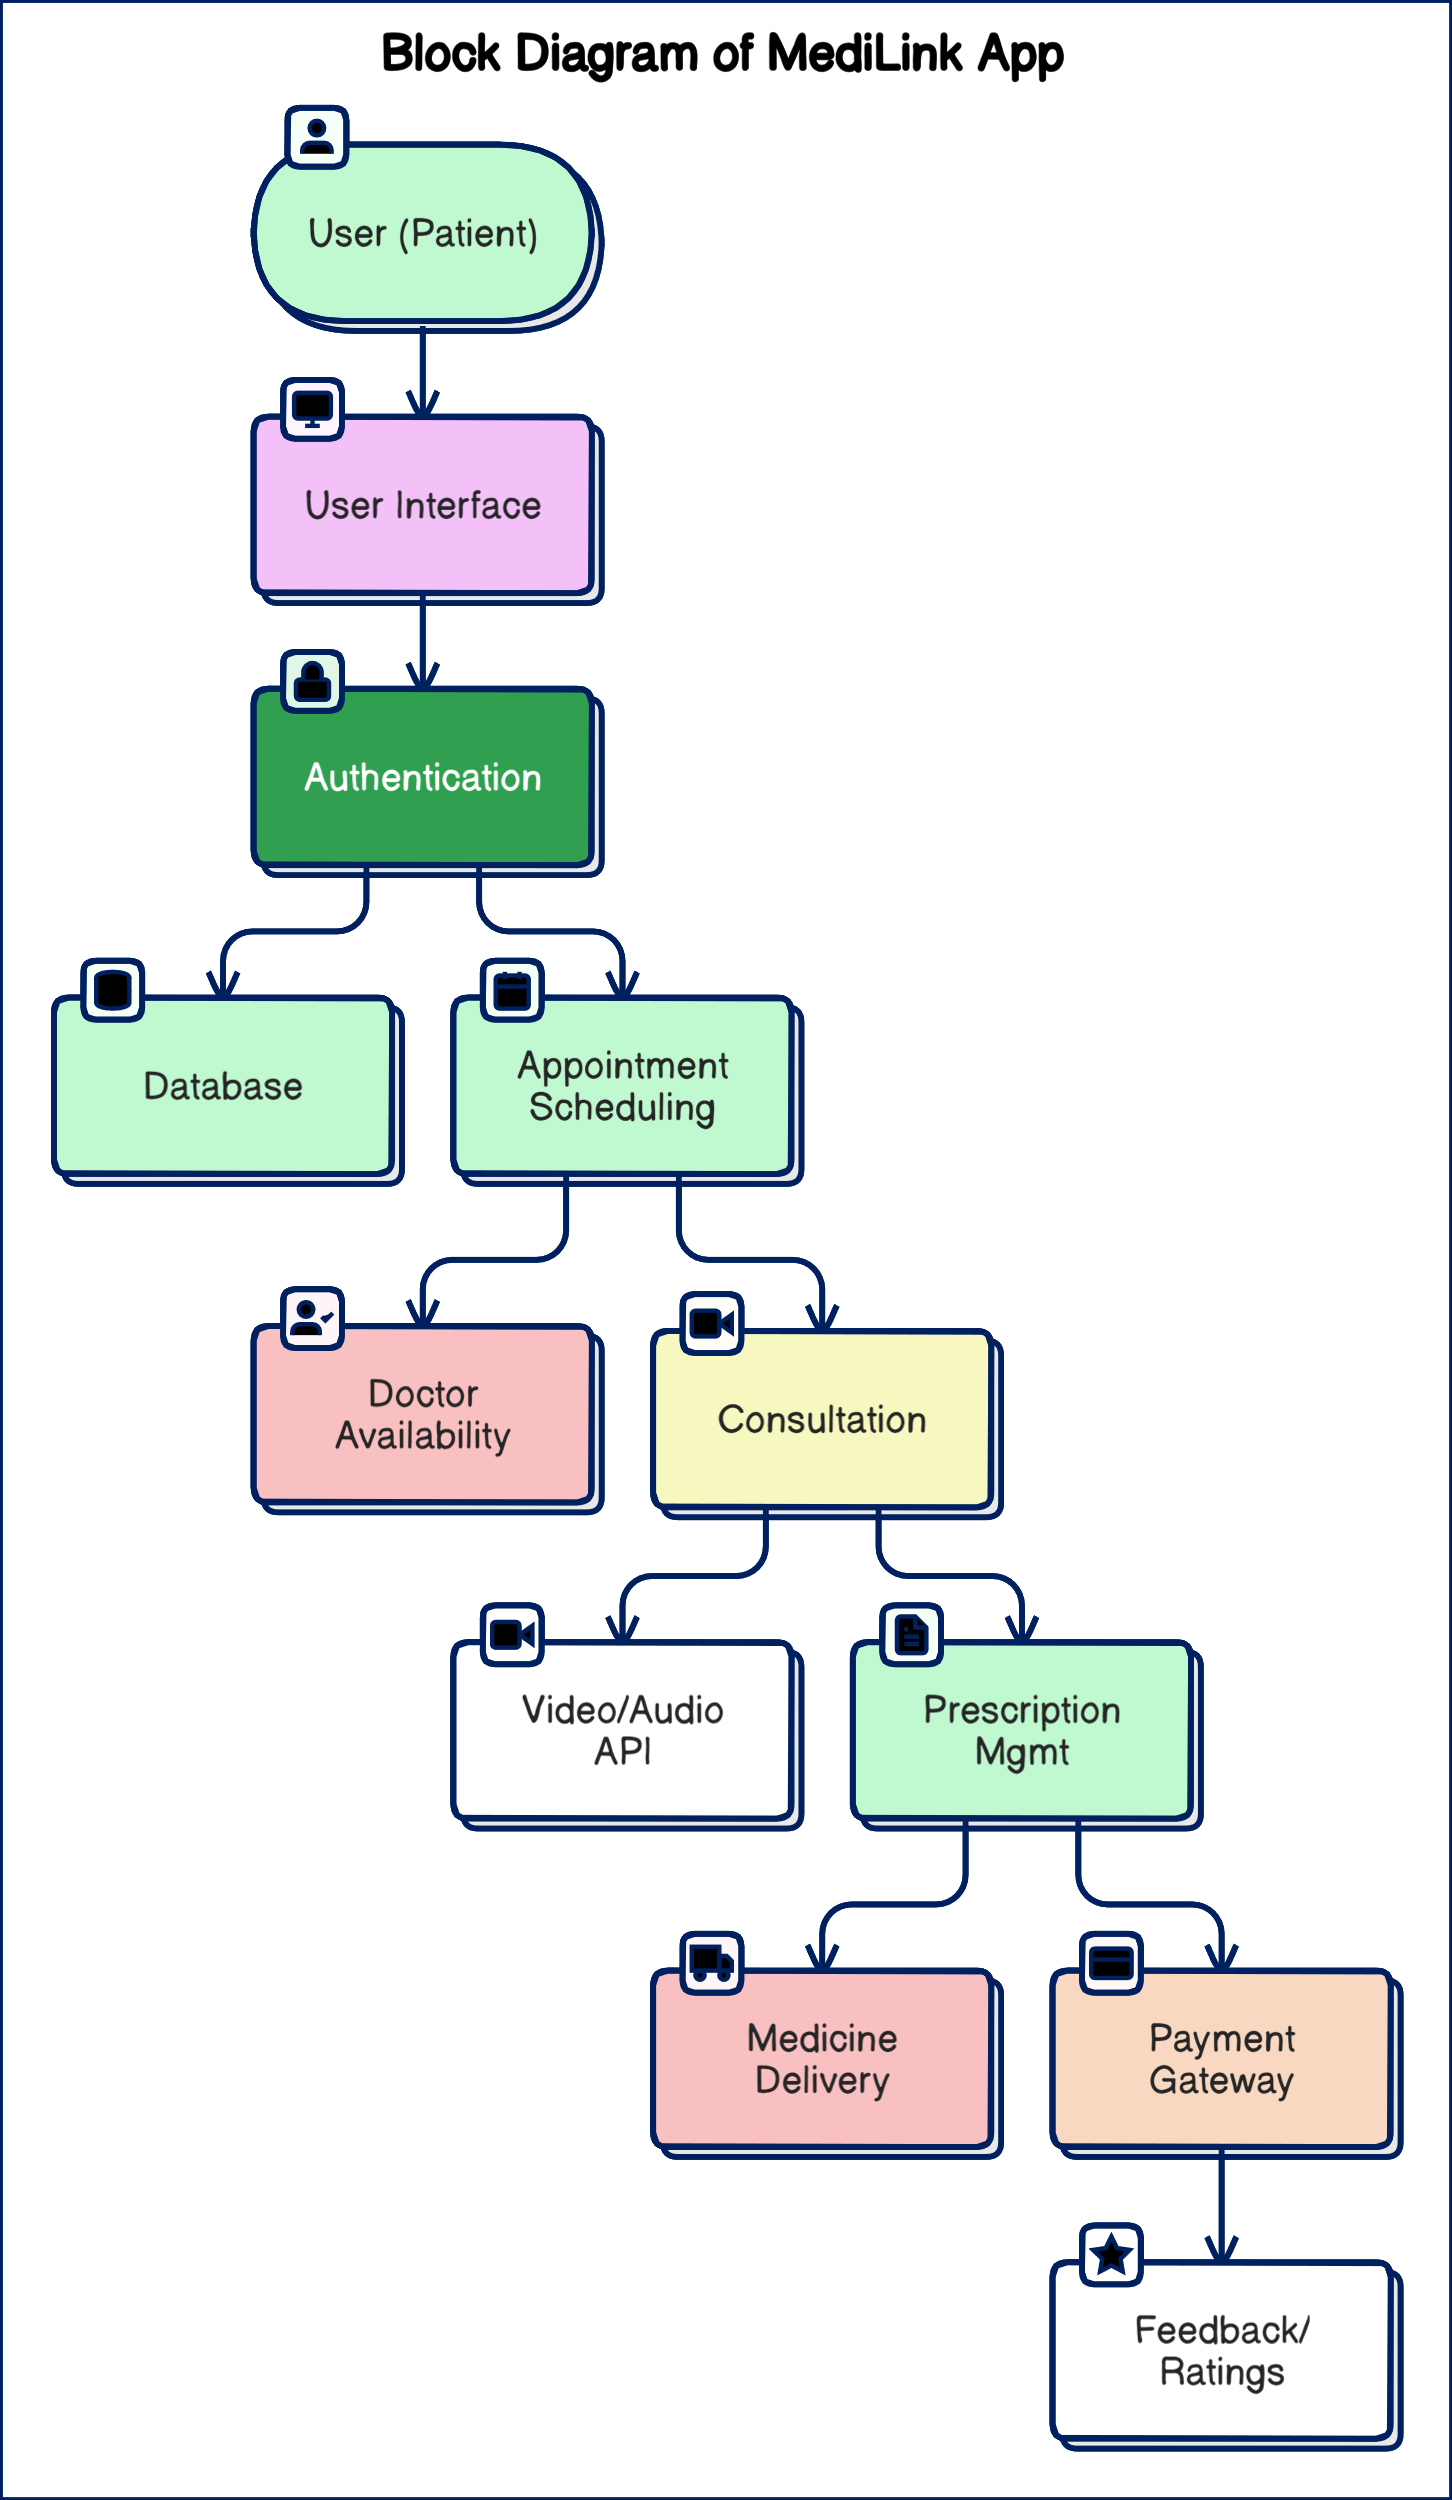 Block Diagram of MediLink App
User (Patient)
User Interface
Authentication
Database
Appointment
Scheduling
Doctor
Availability
Consultation
Video/Audio
API
Prescription
Mgmt
Medicine
Delivery
Payment
Gateway
Feedback/
Ratings